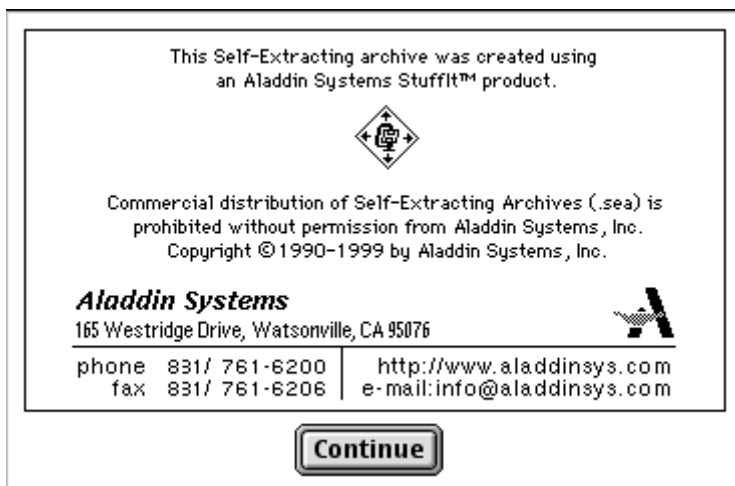 This Self-Extracting archive was created using
an Aladdin Systems StuffIt™ product.
Commercial distribution of Self-Extracting Archives (.sea) is
prohibited without permission from Aladdin Systems, Inc.
Copyright ©1990-1999 by Aladdin Systems, Inc.
Aladdin Systems
165 Westridge Drive, Watsonville, CA 95076
phone 831/ 761-6200
fax 831/ 761-6206
http://www.aladdinsys.com
e-mail:info@aladdinsys.com
Continue